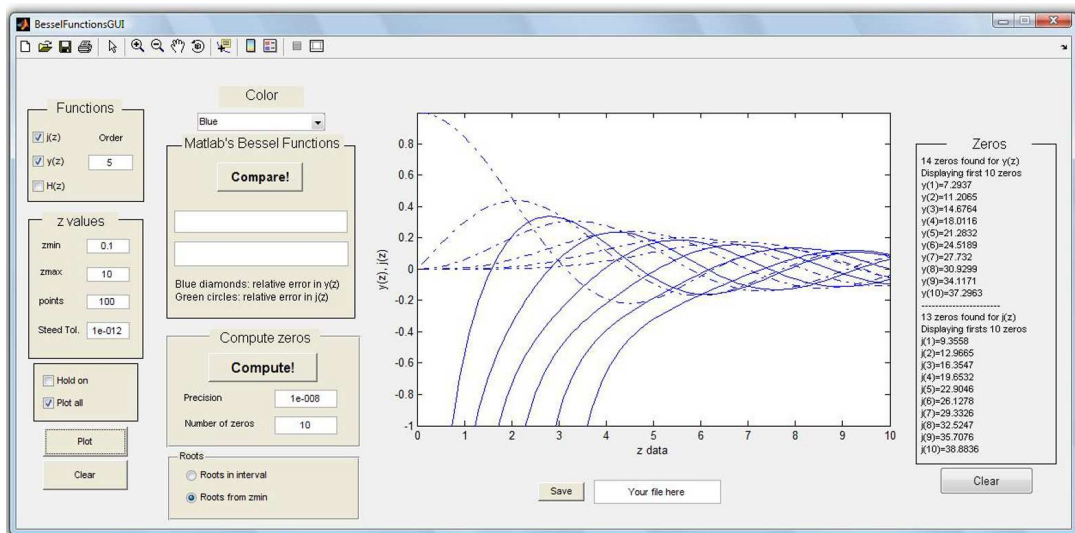 BesselFunctionsGUI
Functions
j(z)
Order
y(z)
5
H(z)
z values
zmin
0.1
zmax
10
points
100
Steed Tol.
1e-012
Hold on
Plot all
Plot
Clear
Color
Blue
Matlab's Bessel Functions
Compare!
Blue diamonds: relative error in y(z)
Green circles: relative error in j(z)
Compute zeros
Compute!
Precision
1e-008
Number of zeros
10
Roots
Roots in interval
Roots from zmin
y(z), j(z)
0.8
0.6
0.4
0.2
0
-0.2
-0.4
-0.6
-0.8
-1
0 1 2 3 4 5 6 7 8 9 10
z data
Save
Your file here
Zeros
14 zeros found for y(z)
Displaying first 10 zeros
y(1)=7.2937
y(2)=11.2065
y(3)=14.6764
y(4)=18.0116
y(5)=21.2832
y(6)=24.5189
y(7)=27.732
y(8)=30.9299
y(9)=34.1171
y(10)=37.2963
-----------------------
13 zeros found for j(z)
Displaying firsts 10 zeros
j(1)=9.3558
j(2)=12.9665
j(3)=16.3547
j(4)=19.6532
j(5)=22.9046
j(6)=26.1278
j(7)=29.3326
j(8)=32.5247
j(9)=35.7076
j(10)=38.8836
Clear